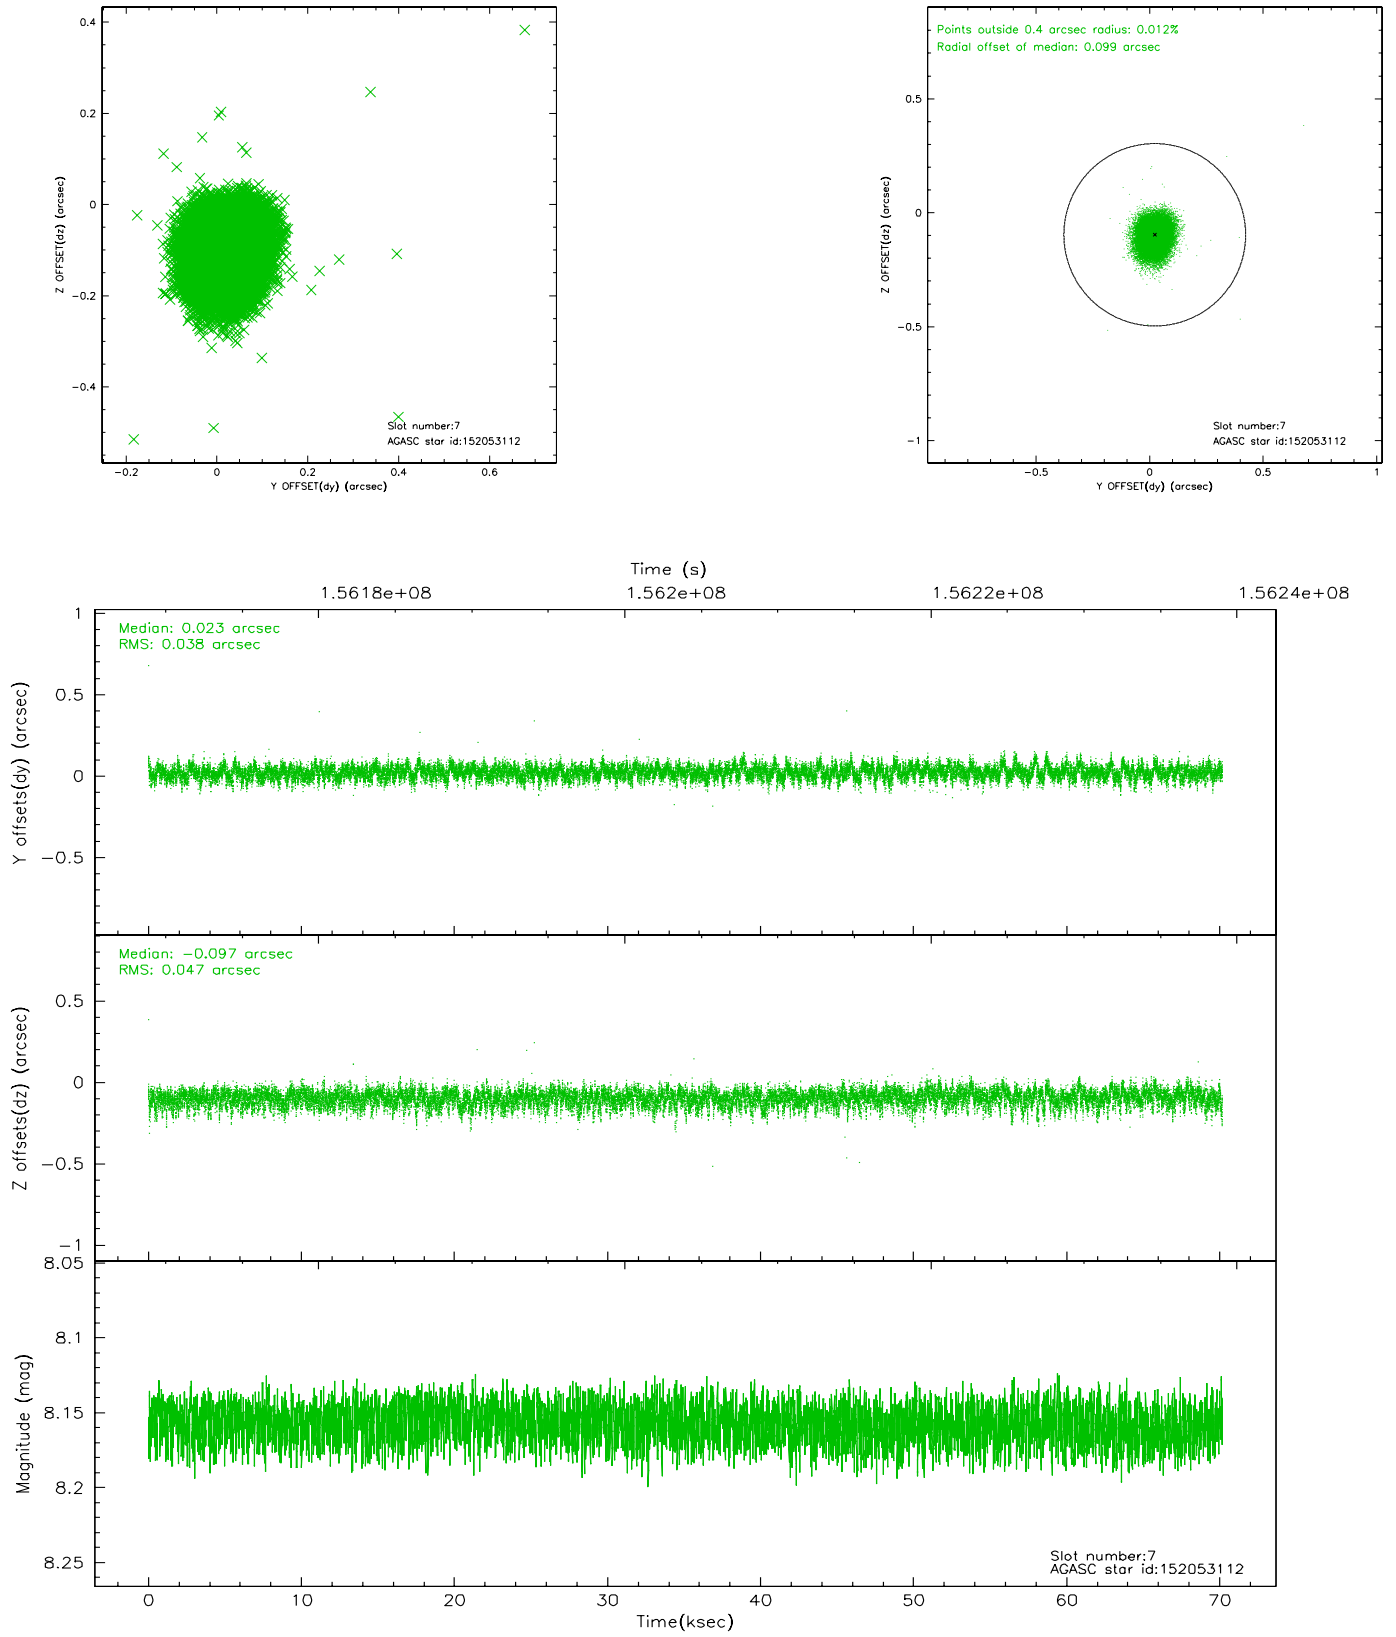 0.4
0.2
0
−0.2
−0.4
Z OFFSET(dz) (arcsec)
−0.2 0 0.2 0.4 0.6
Y OFFSET(dy) (arcsec)
Slot number:7
AGASC star id:152053112
Points outside 0.4 arcsec radius: 0.012%
Radial offset of median: 0.099 arcsec
0.5
0
−0.5
−1
Z OFFSET(dz) (arcsec)
−0.5 0 0.5 1
Y OFFSET(dy) (arcsec)
Slot number:7
AGASC star id:152053112
Time (s)
1.5618e+08 1.562e+08 1.5622e+08 1.5624e+08
Median: 0.023 arcsec
RMS: 0.038 arcsec
1
0.5
0
−0.5
Y offsets(dy) (arcsec)
Median: −0.097 arcsec
RMS: 0.047 arcsec
0.5
0
−0.5
−1
Z offsets(dz) (arcsec)
8.05
8.1
8.15
8.2
8.25
Magnitude (mag)
Slot number:7
AGASC star id:152053112
0 10 20 30 40 50 60 70
Time(ksec)